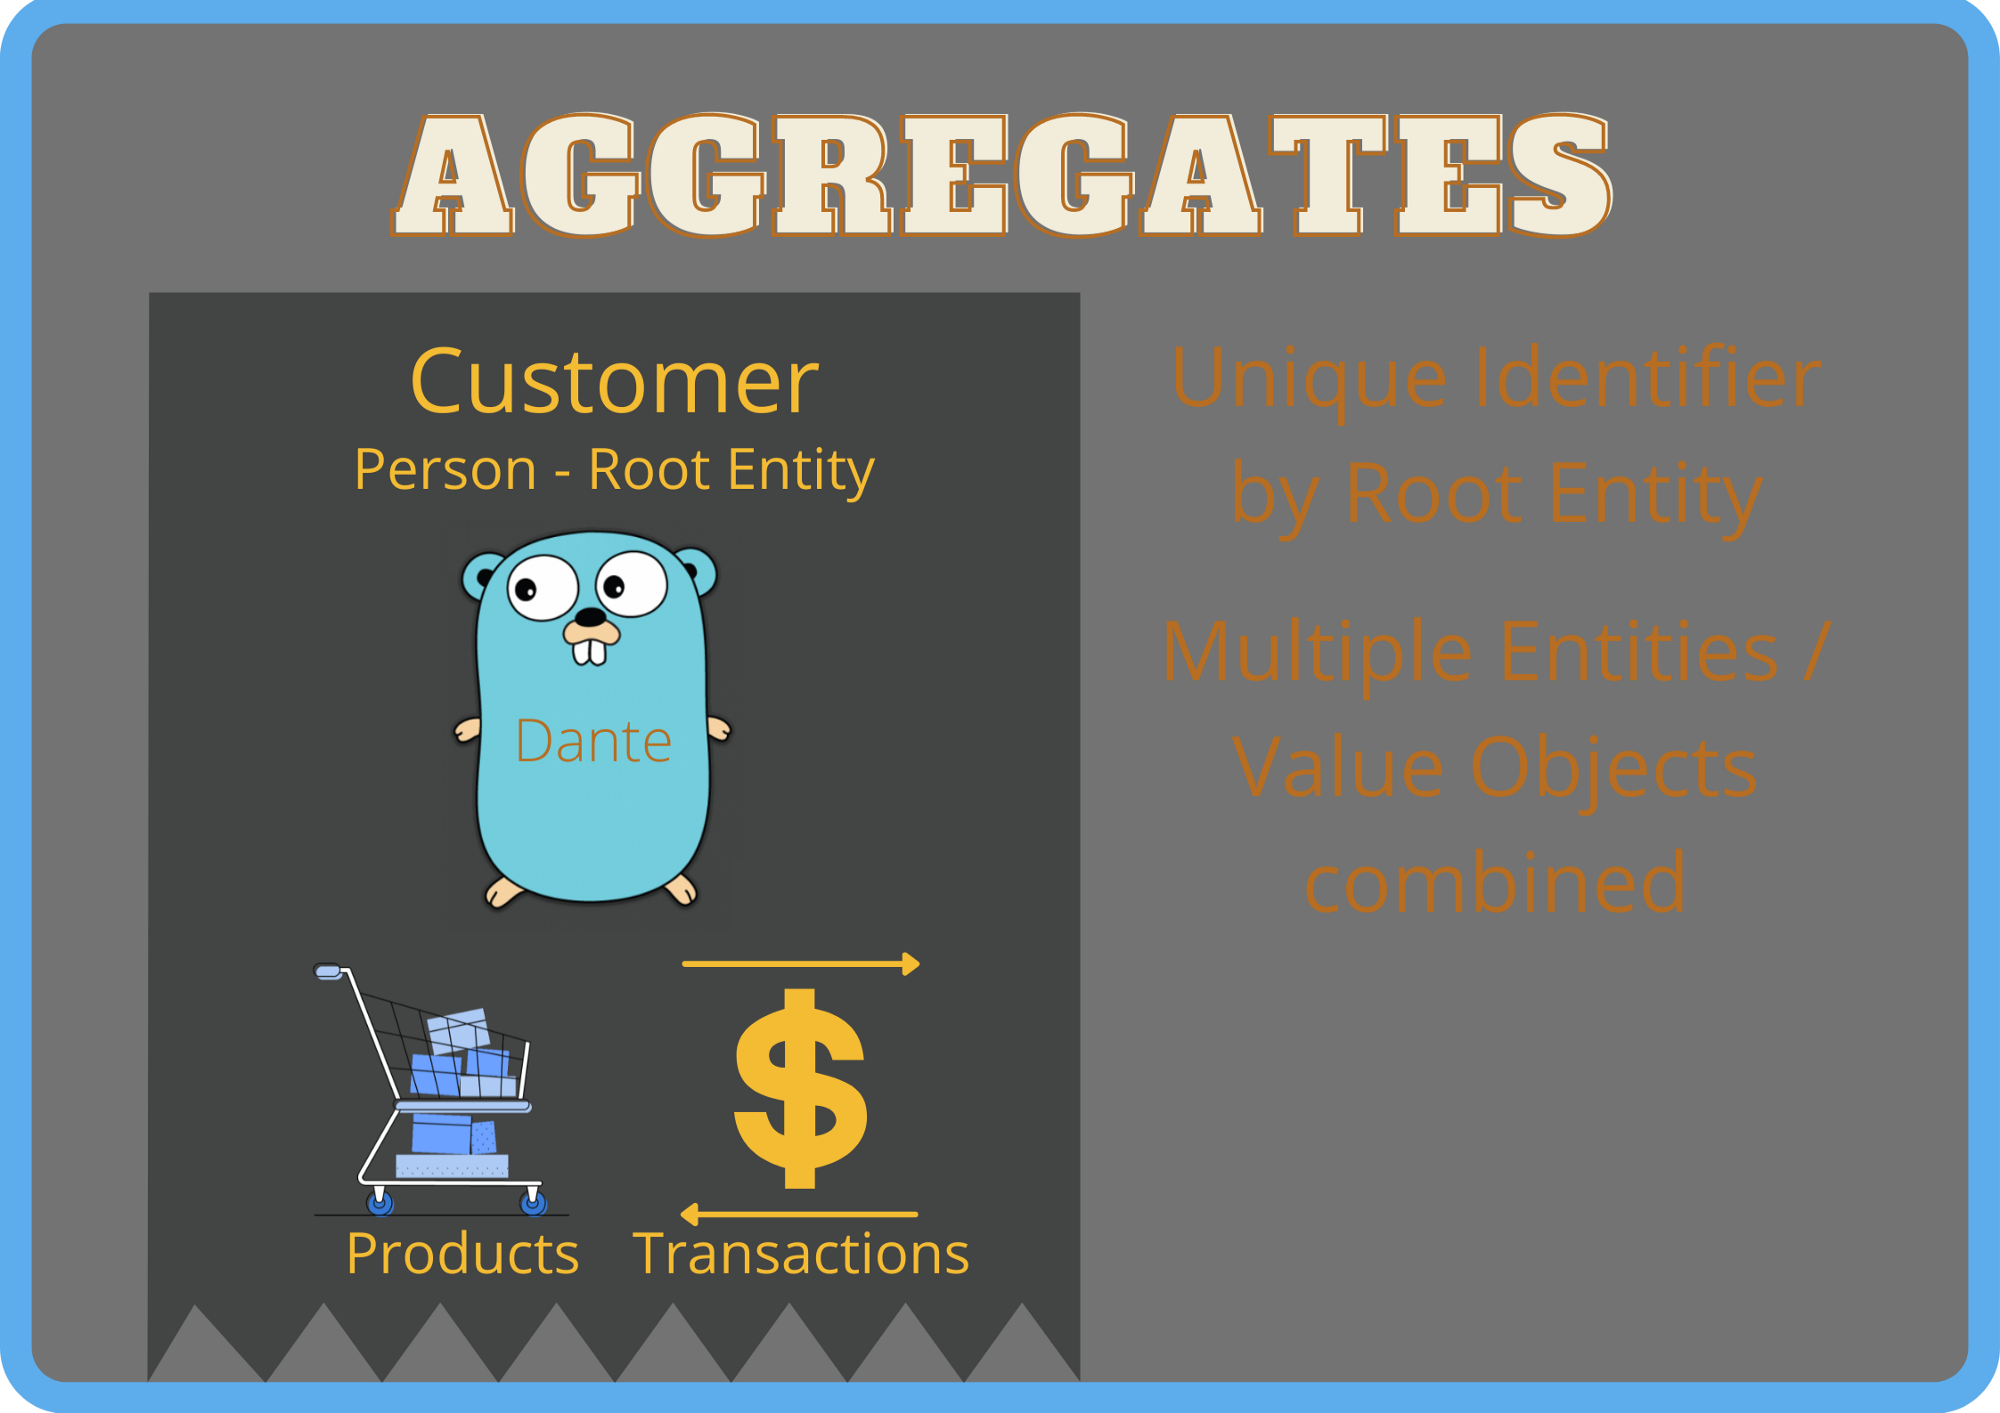 AGGREGATES
Customer
Person - Root Entity
Dante
Products
Transactions
Unique Identifier
by Root Entity
Multiple Entities /
Value Objects
combined